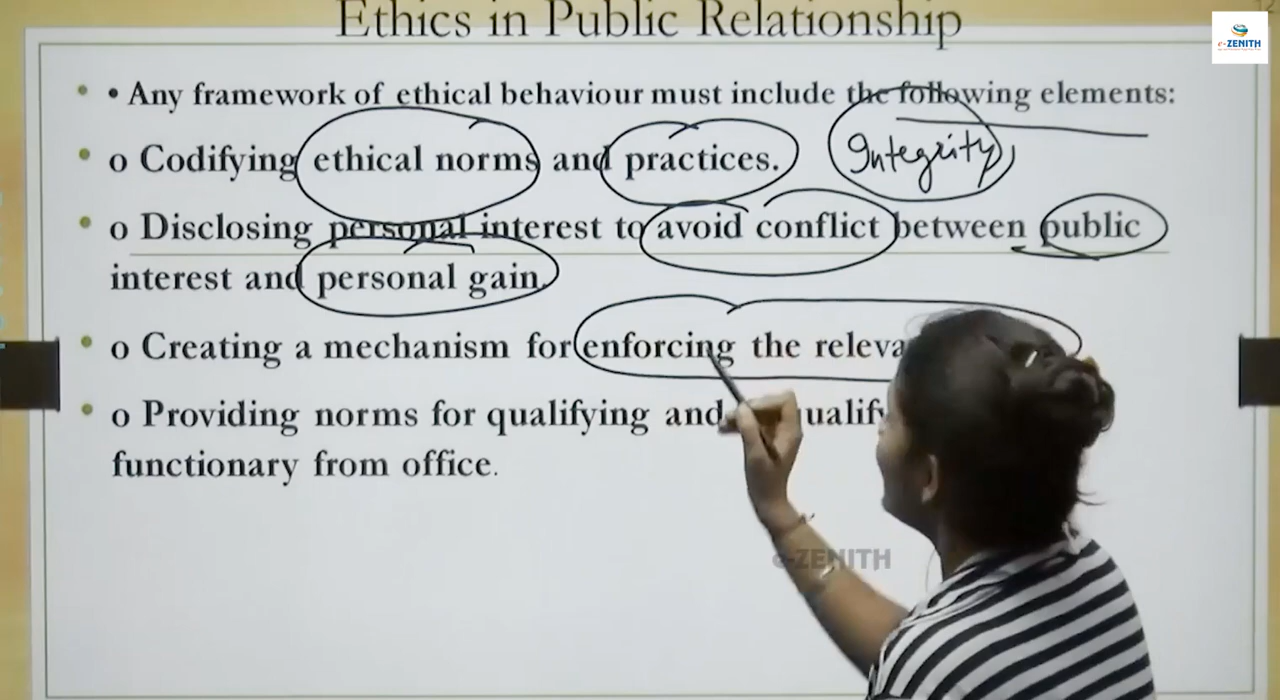 Ethics in Public Relationship
e-ZENITH
• Any framework of ethical behaviour must include the following elements:
o Codifying ethical norms and practices. Integrity
o Disclosing personal interest to avoid conflict between public
interest and personal gain.
o Creating a mechanism for enforcing the
o Providing norms for qualifying and
functionary from office.
e-ZENITH